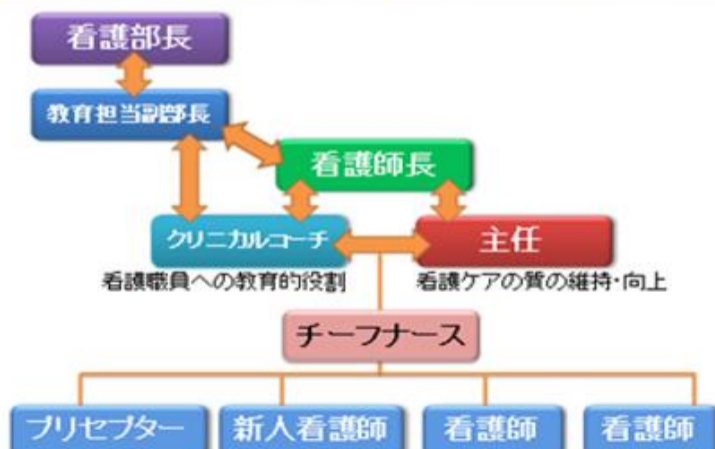 看護部長
教育担当副部長
看護師長
クリニカルコーチ
主任
看護職員への教育的役割
看護ケアの質の維持・向上
チーフナース
プリセプター
新人看護師
看護師
看護師